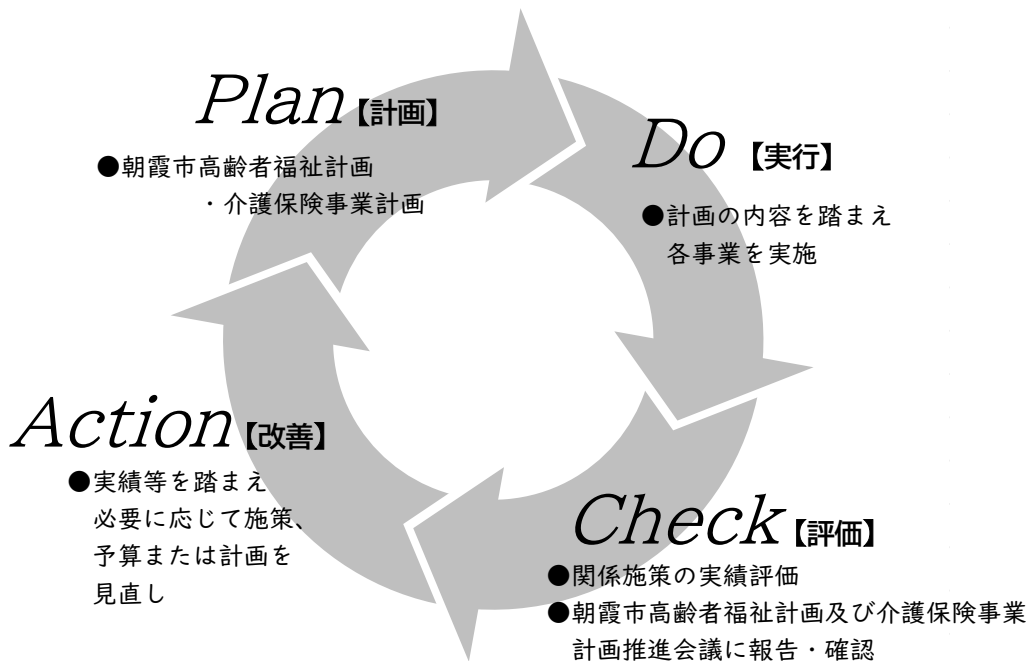 Plan【計画】
●朝霞市高齢者福祉計画
・介護保険事業計画
Do【実行】
●計画の内容を踏まえ
各事業を実施
Check【評価】
●関係施策の実績評価
●朝霞市高齢者福祉計画及び介護保険事業
計画推進会議に報告・確認
Action【改善】
●実績等を踏まえ
必要に応じて施策、
予算または計画を
見直し